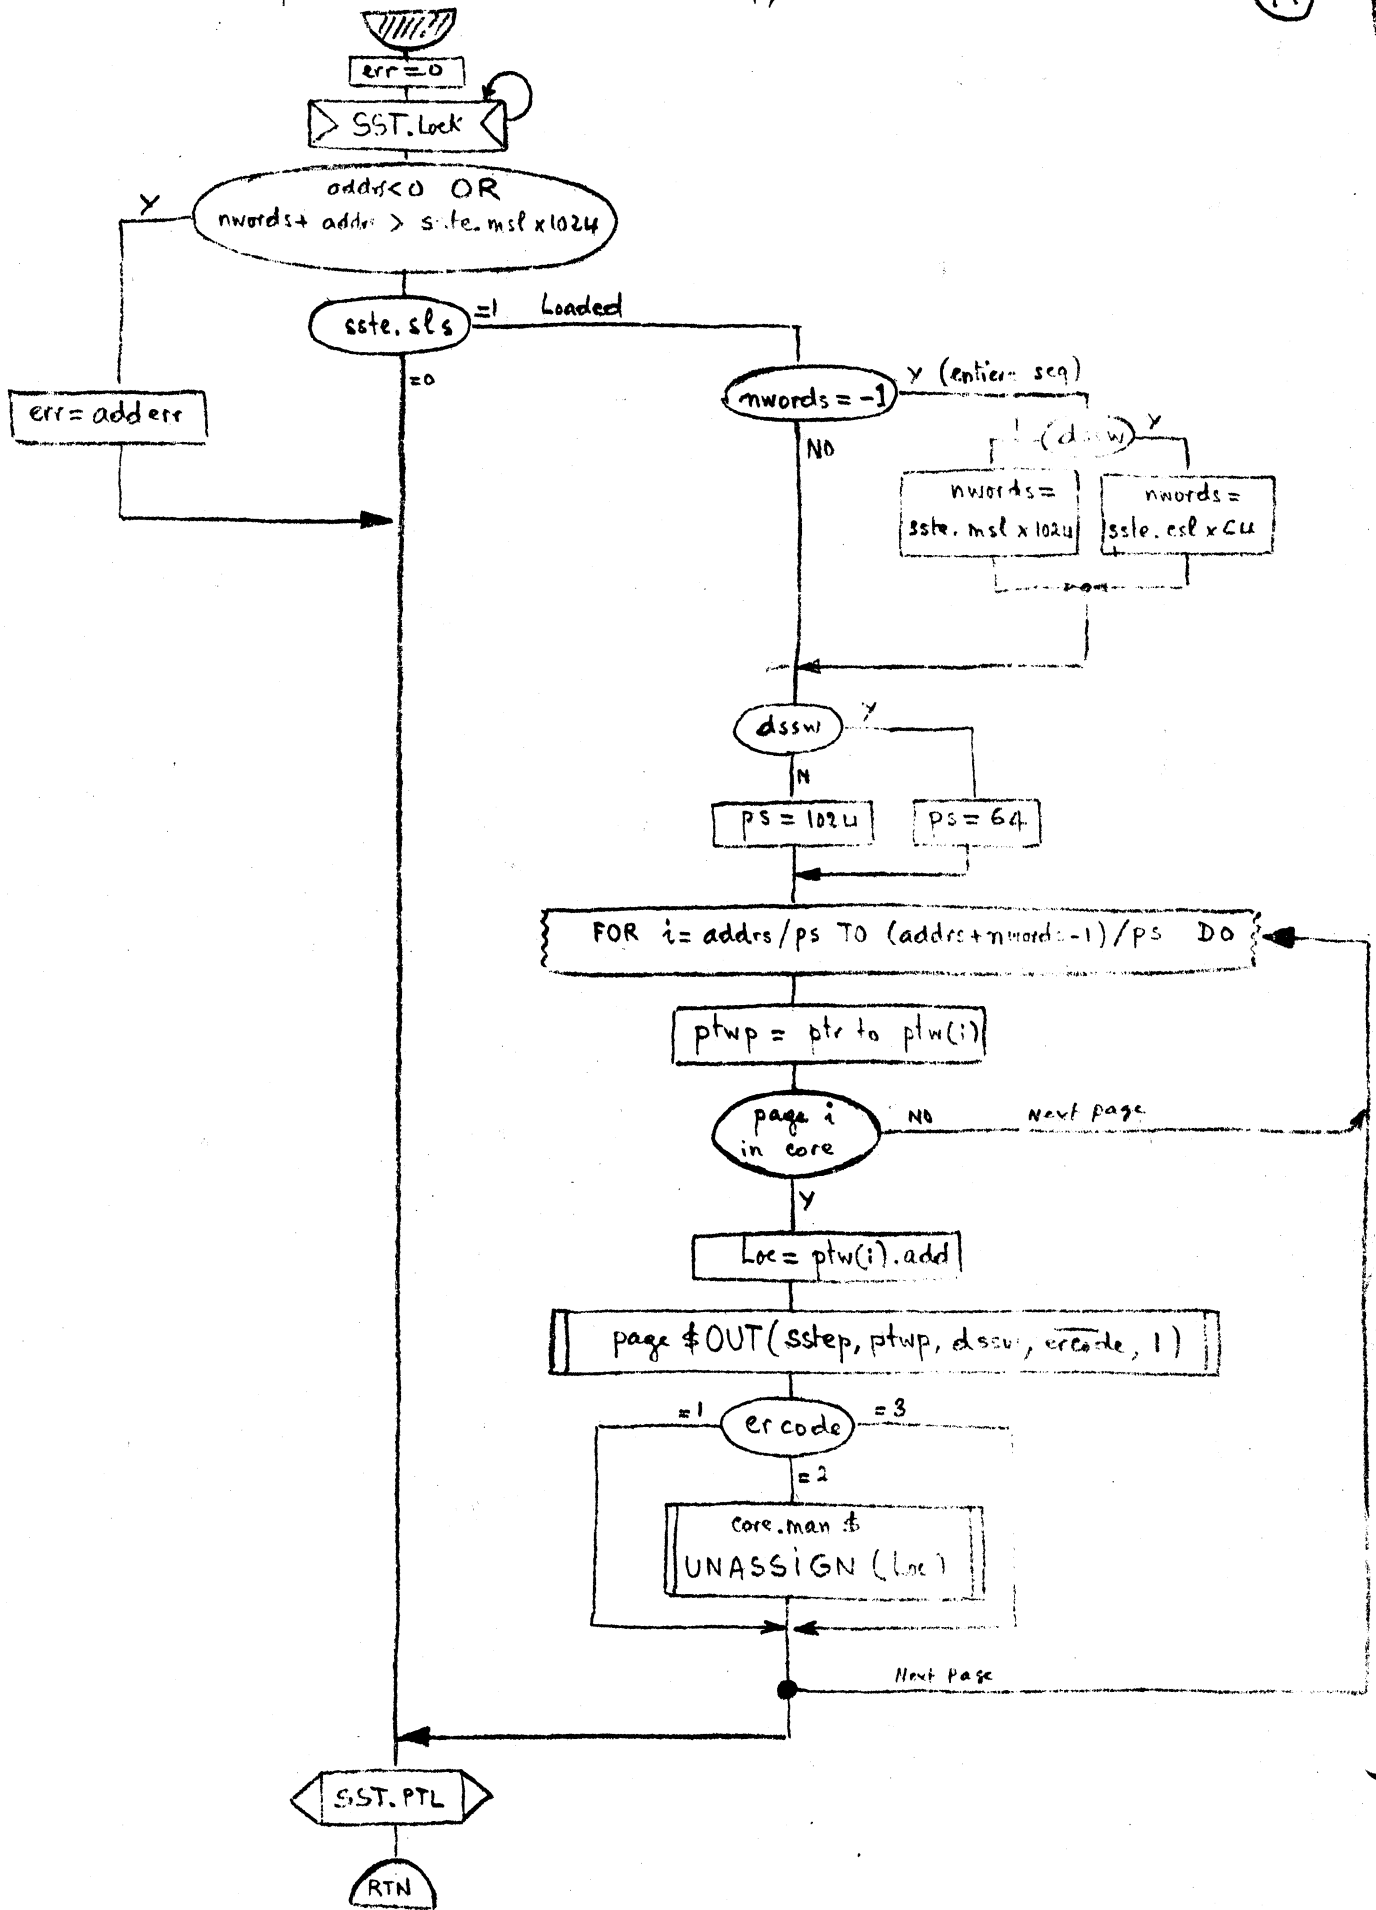 err=0
SST.Lock
addr<0 OR
nwords+ addr > sste.msl x1024
Y
sste.sls
=1 Loaded
=0
err= adderr
nwords = -1
Y (entier seg)
NO
Y
nwords=
sste. msl x 1024
nwords=
sste. csl x 64
dssw
Y
N
ps = 1024
ps = 64
FOR i= addrs/ps TO (addrs+nwords-1)/ps DO
ptwp = ptr to ptw(i)
page i
in core
NO
Next page
Y
Loc= ptw(i).add
page $OUT(sstep, ptwp, dssw, ercode, 1)
=1
ercode
=3
=2
core.man $
UNASSiGN (Loc)
Next Page
SST.PTL
RTN